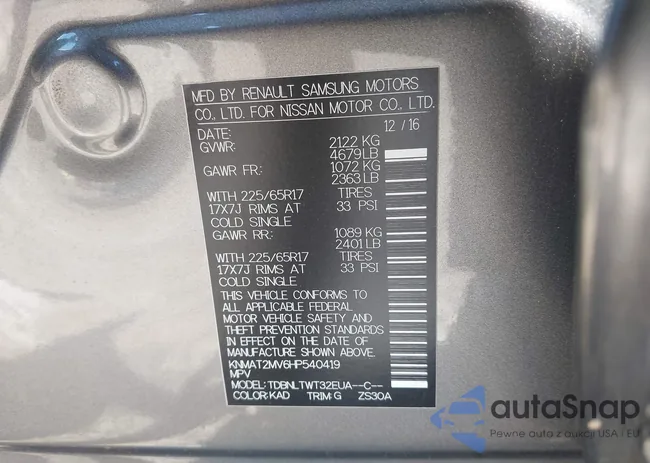 MFD BY RENAULT SAMSUNG MOTORS
CO., LTD. FOR NISSAN MOTOR CO., LTD.
DATE: 12/16
GVWR: 2122 KG
4679 LB
GAWR FR: 1072 KG
2363 LB
WITH 225/65R17 TIRES
17X7J RIMS AT 33 PSI
COLD SINGLE
GAWR RR: 1089 KG
2401 LB
WITH 225/65R17 TIRES
17X7J RIMS AT 33 PSI
COLD SINGLE
THIS VEHICLE CONFORMS TO
ALL APPLICABLE FEDERAL
MOTOR VEHICLE SAFETY AND
THEFT PREVENTION STANDARDS
IN EFFECT ON THE DATE OF
MANUFACTURE SHOWN ABOVE.
KNMAT2MV6HP540419
MPV
MODEL: TDBNLTWT32EUA--C--
COLOR: KAD TRIM: G ZS30A
autoSnap
Pewne auto z aukcji USA i EU